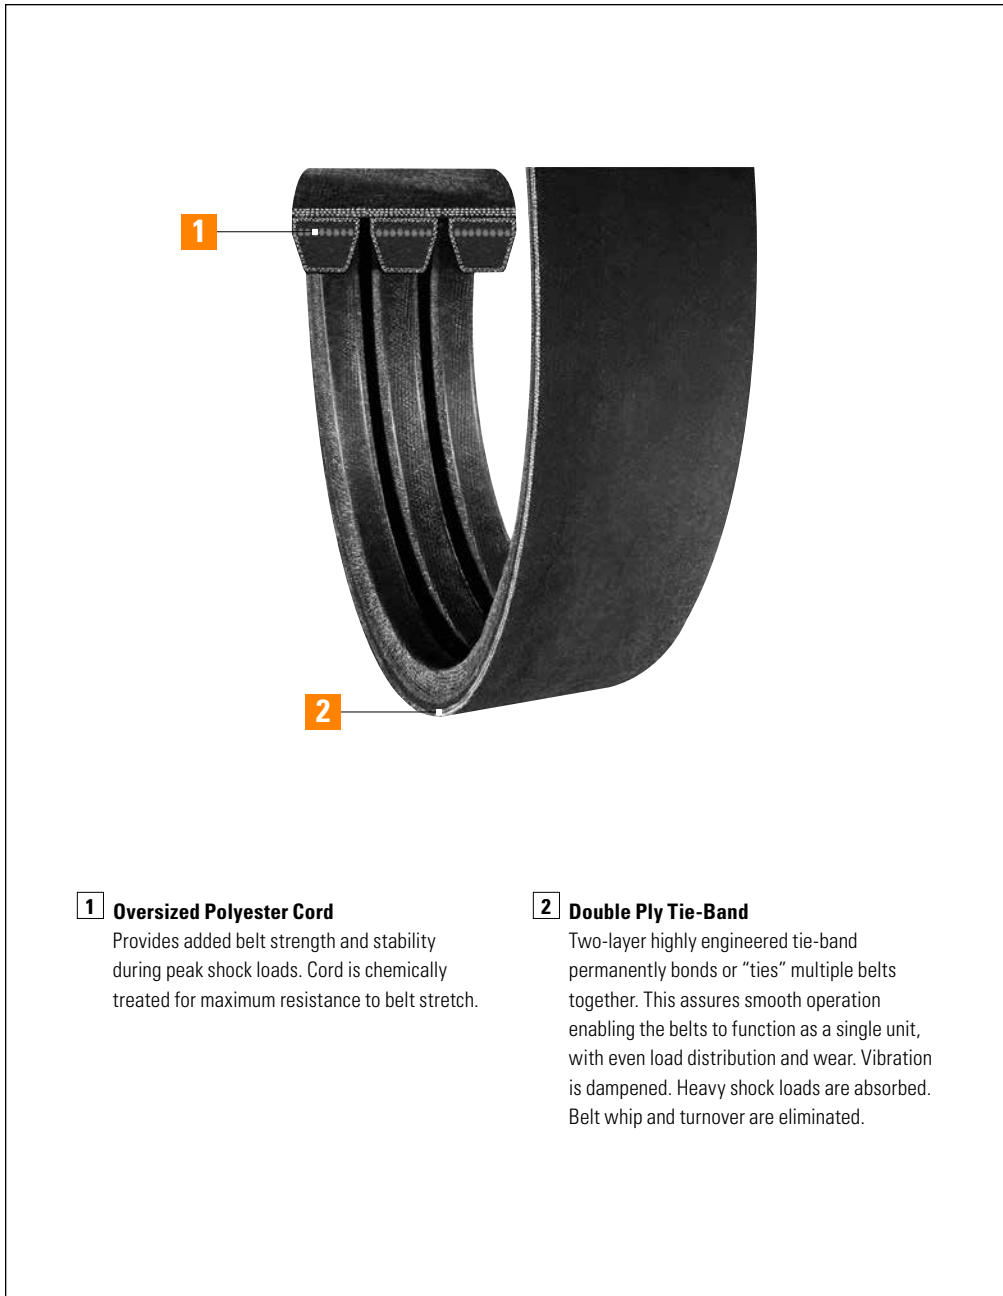 1
2
1 Oversized Polyester Cord
Provides added belt strength and stability
during peak shock loads. Cord is chemically
treated for maximum resistance to belt stretch.
2 Double Ply Tie-Band
Two-layer highly engineered tie-band
permanently bonds or “ties” multiple belts
together. This assures smooth operation
enabling the belts to function as a single unit,
with even load distribution and wear. Vibration
is dampened. Heavy shock loads are absorbed.
Belt whip and turnover are eliminated.